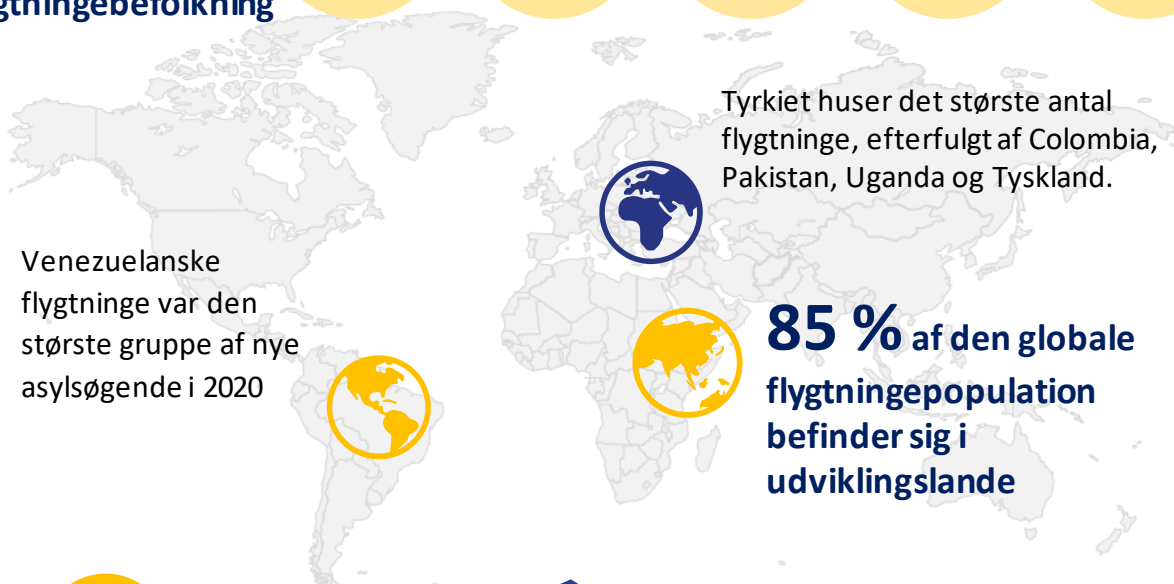 gtningebefolkning
Tyrkiet huser det største antal
flygtninge, efterfulgt af Colombia,
Pakistan, Uganda og Tyskland.
Venezuelanske
flygtninge var den
største gruppe af nye
asylsøgende i 2020
85 % af den globale
flygtningepopulation
befinder sig i
udviklingslande